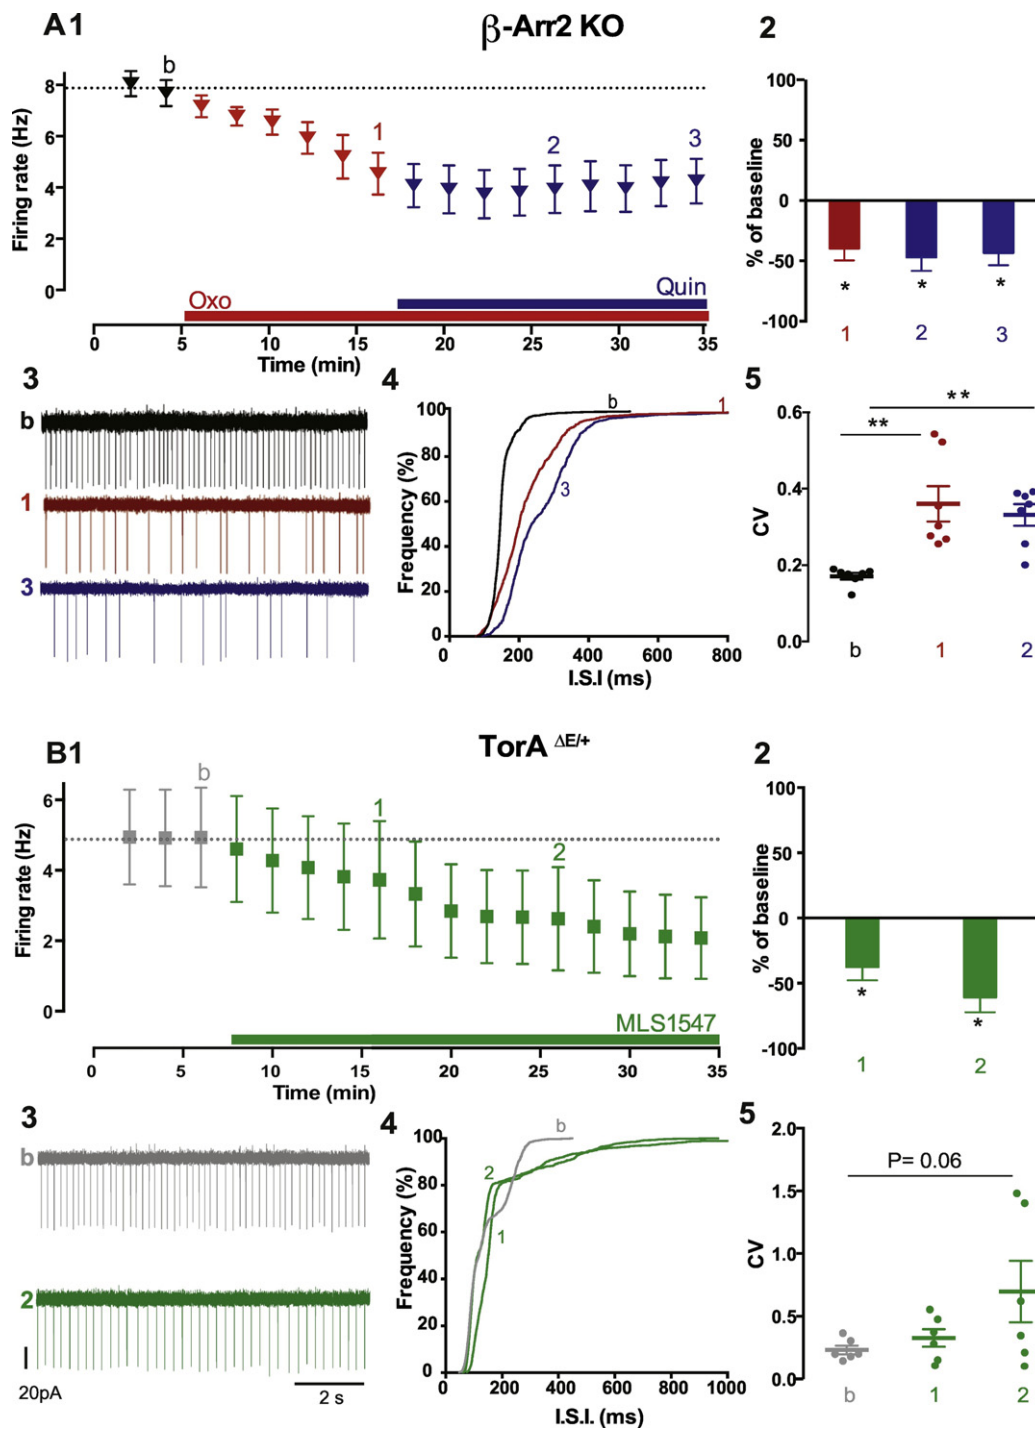 A1
β-Arr2 KO
2
b
1
2
3
8
6
4
2
0
Firing rate (Hz)
Oxo
Quin
0 5 10 15 20 25 30 35
Time (min)
100
50
0
-50
-100
% of baseline
* * *
1 2 3
3
b
1
3
4
b
1
3
100
80
60
40
20
0
Frequency (%)
0 200 400 600 800
I.S.I (ms)
5
**
**
0.6
0.4
0.2
0.0
CV
b 1 2
B1
TorA ΔE/+
2
b
1
2
6
4
2
0
Firing rate (Hz)
MLS1547
0 5 10 15 20 25 30 35
Time (min)
100
50
0
-50
-100
% of baseline
* *
1 2
3
b
2
20pA
2 s
4
b
2
1
100
80
60
40
20
0
Frequency (%)
0 200 400 600 800 1000
I.S.I. (ms)
5
P= 0.06
2.0
1.5
1.0
0.5
0.0
CV
b 1 2